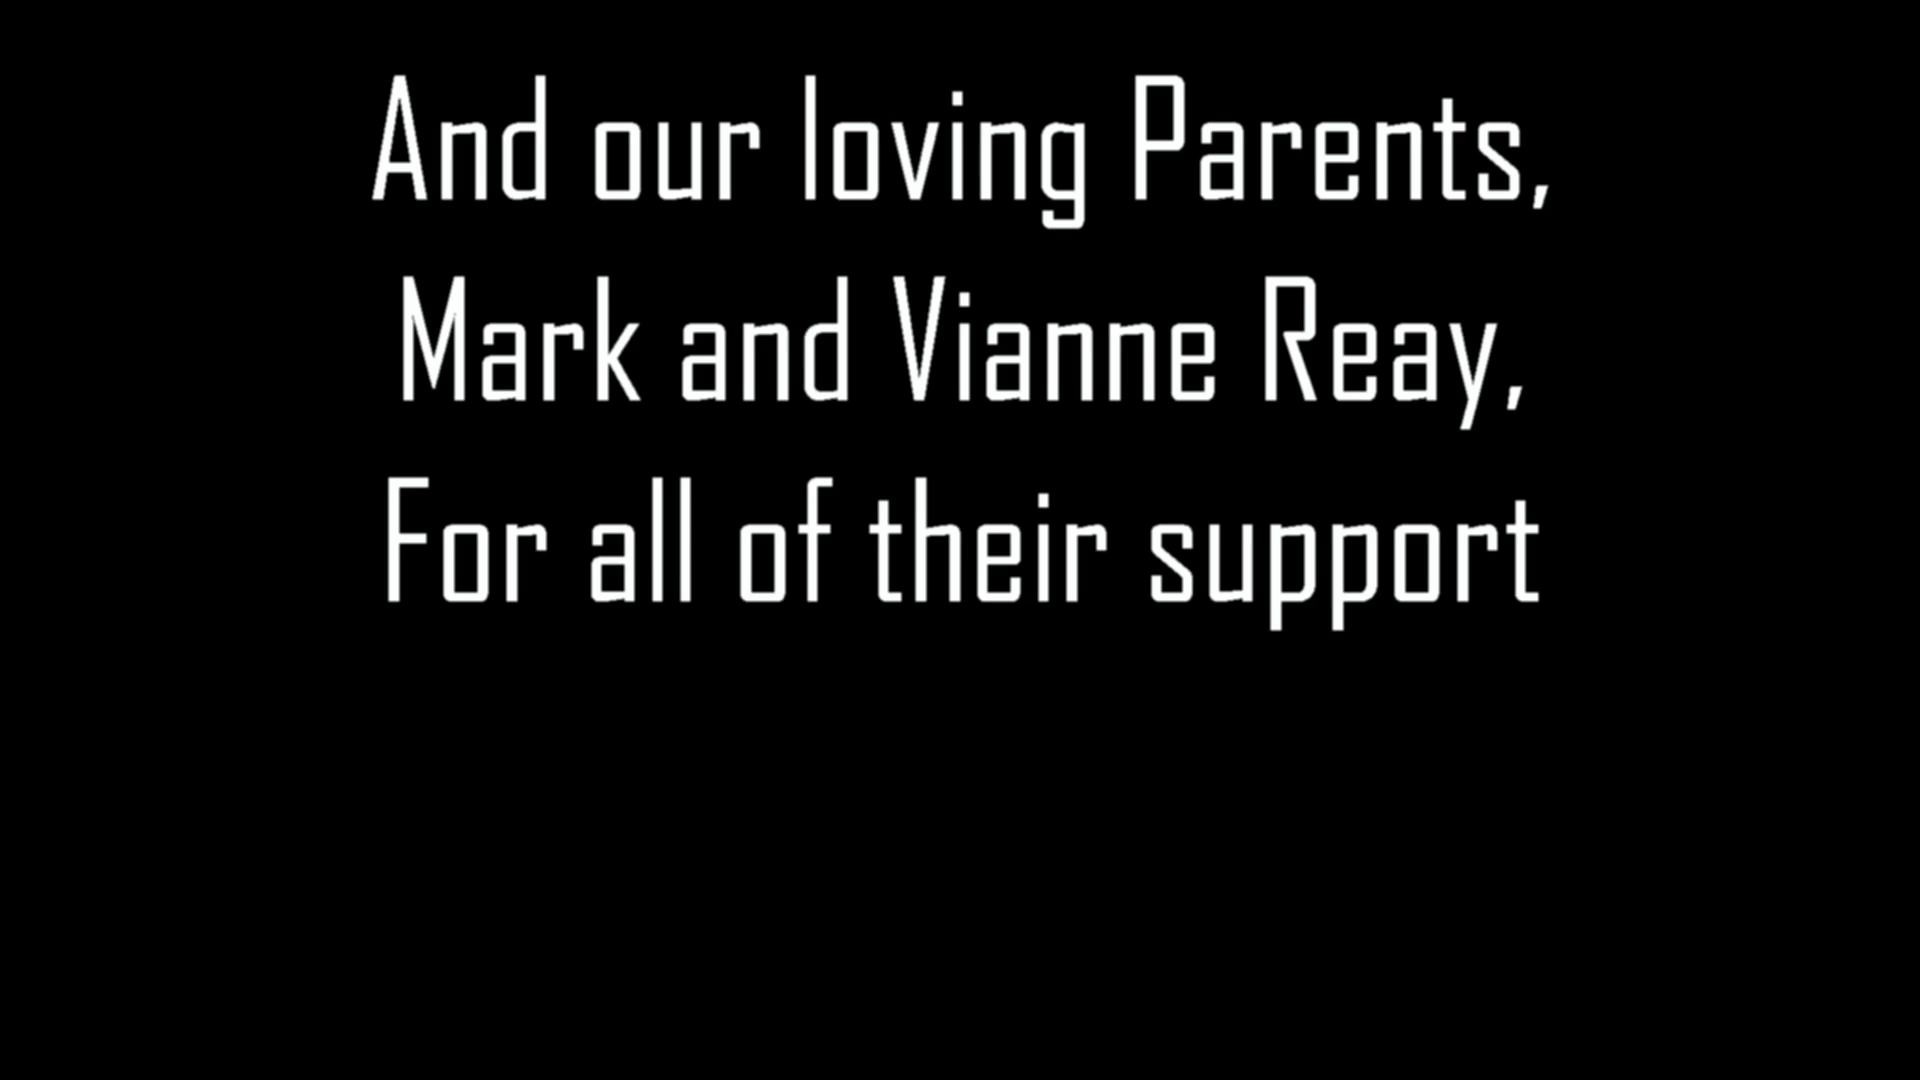 And our loving Parents,
Mark and Vianne Reay,
For all of their support